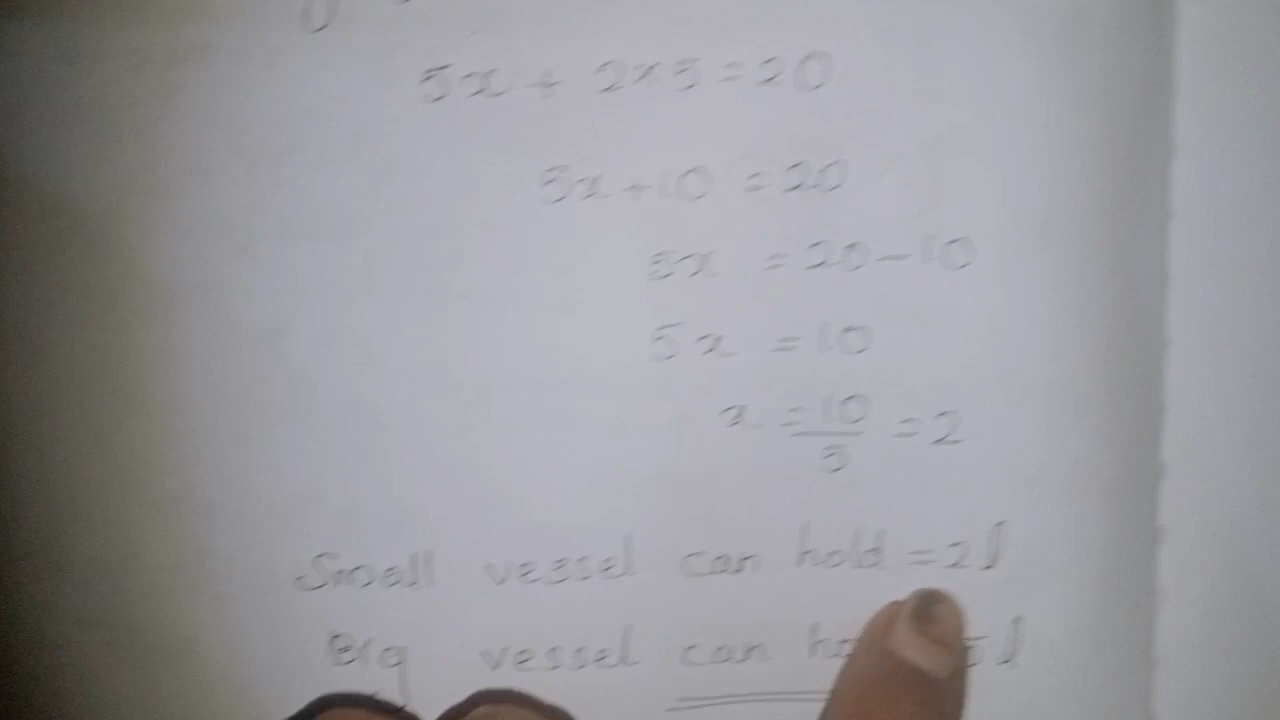 5x + 2×5 = 20
5x + 10 = 20
5x = 20 - 10
5x = 10
x = 10/5 = 2
Small vessel can hold = 2l
Big vessel can 5l